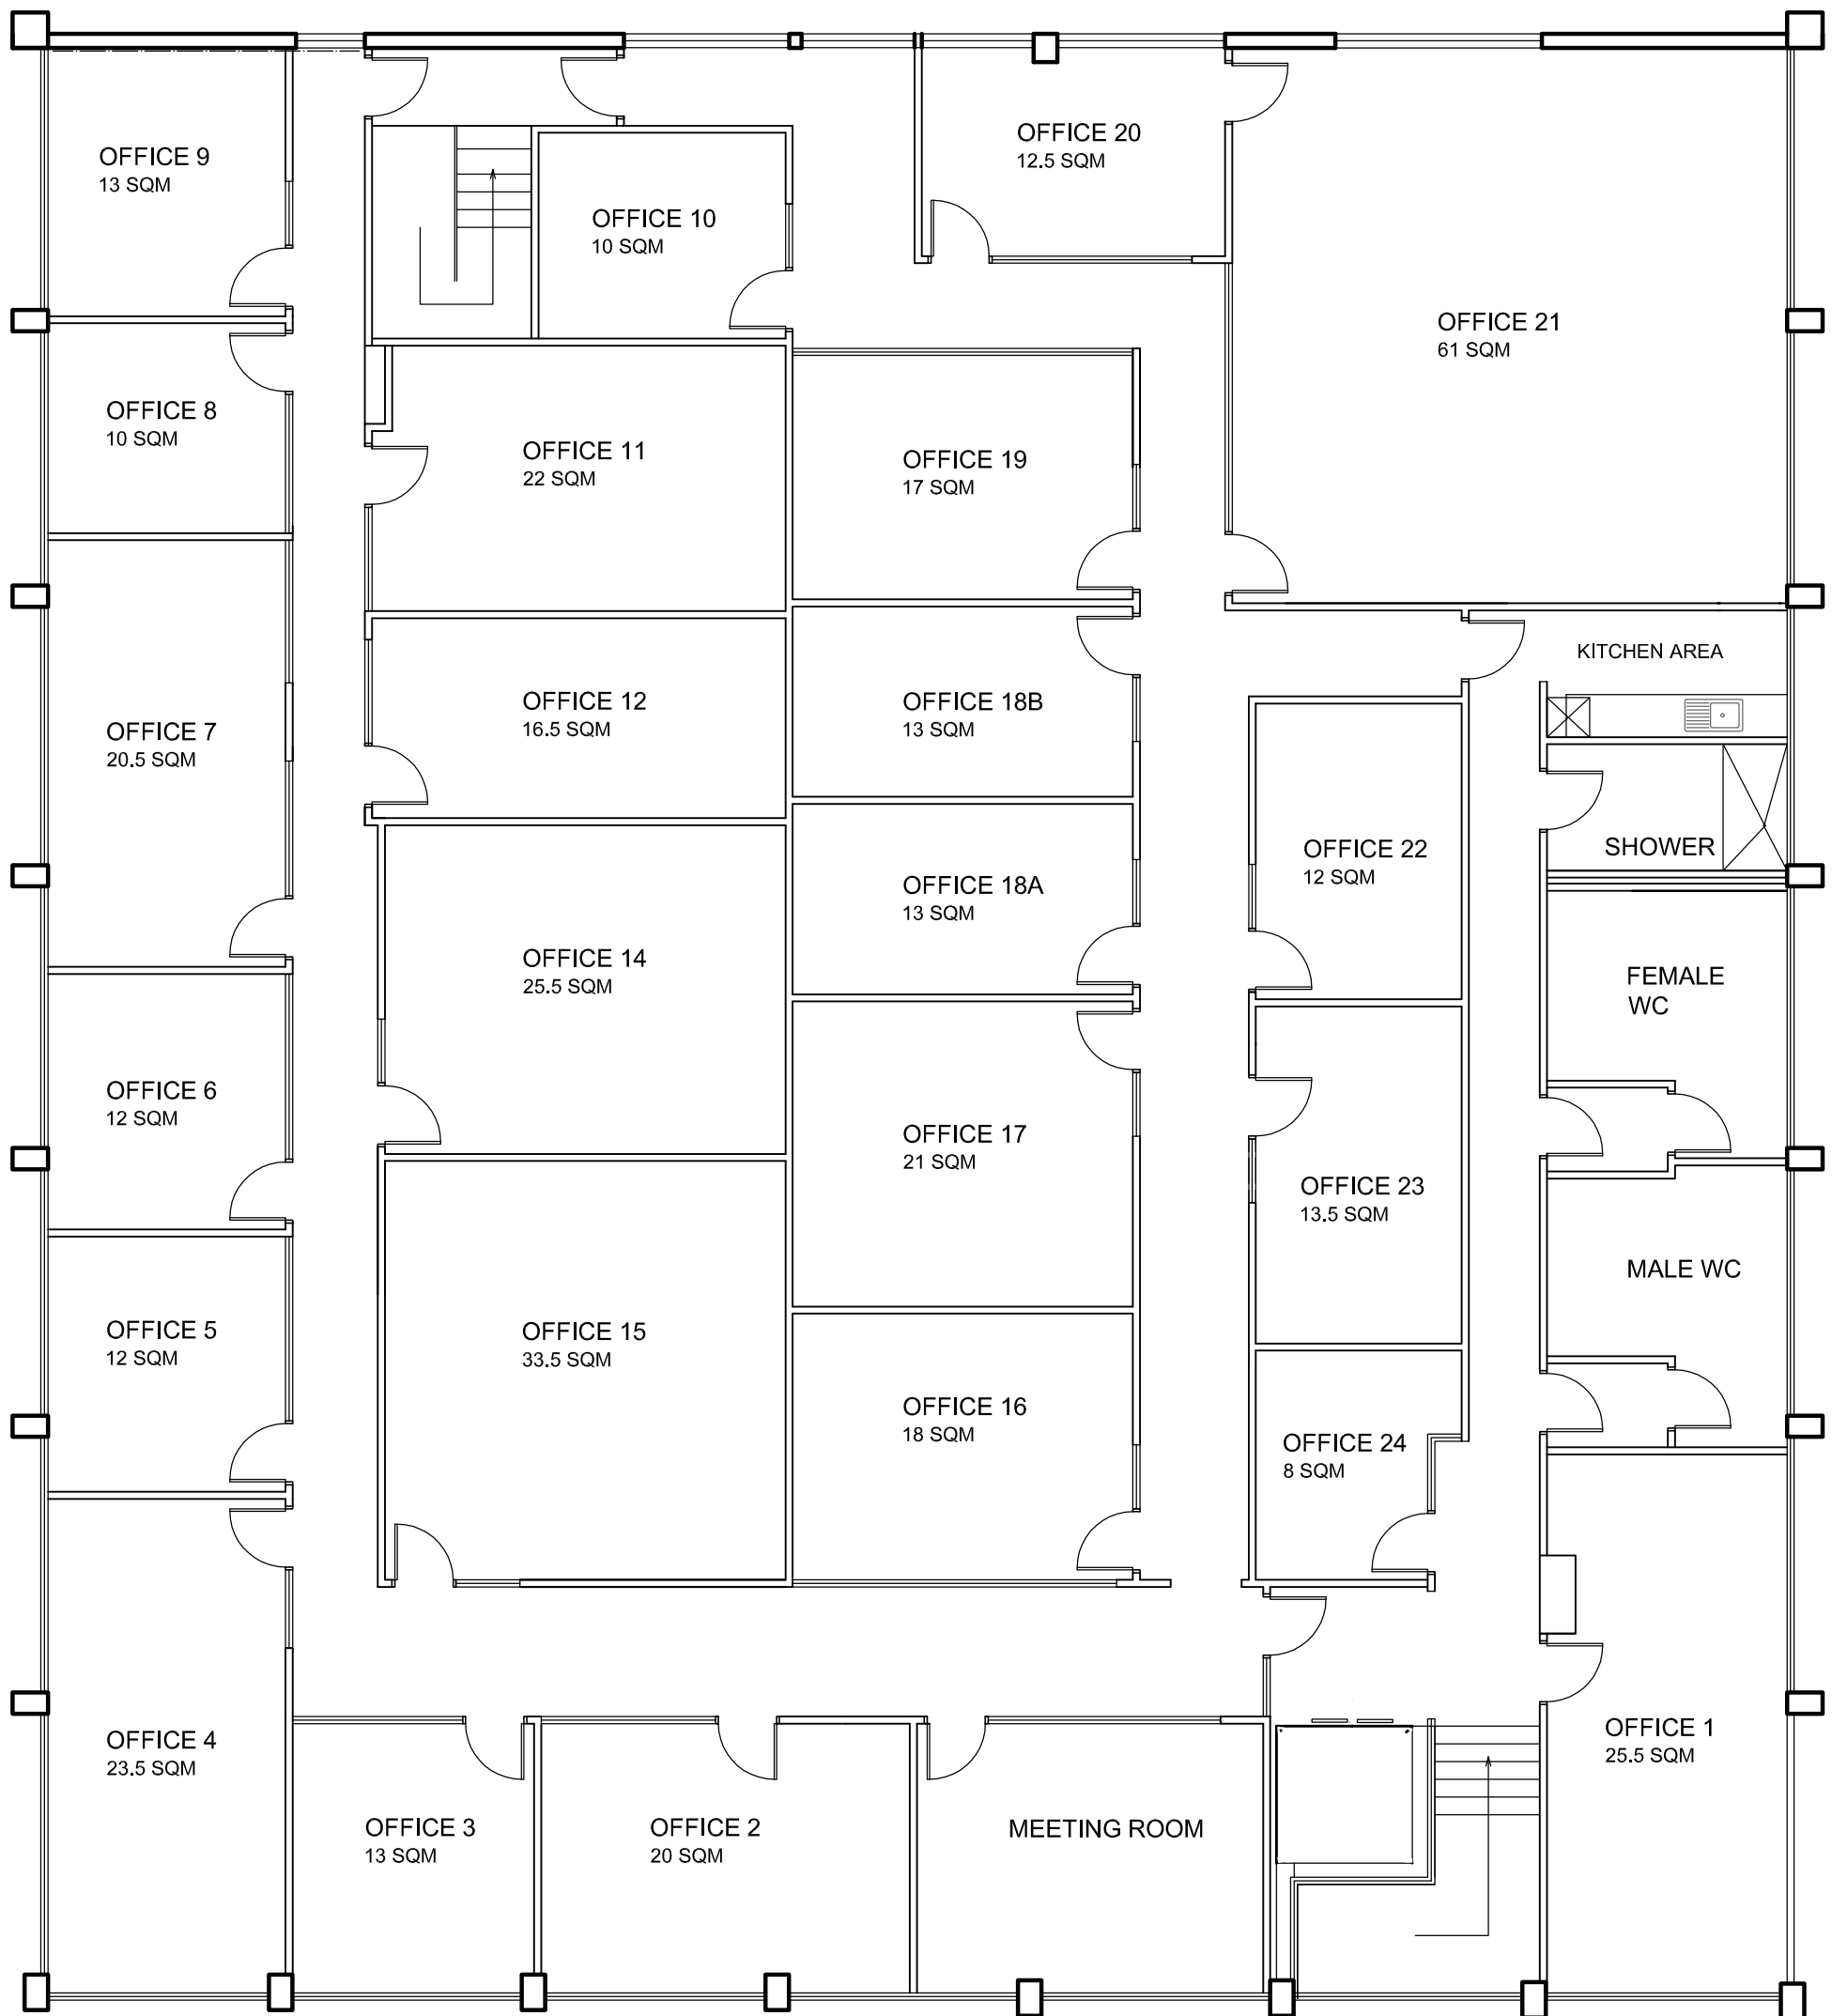 OFFICE 9
13 SQM
OFFICE 10
10 SQM
OFFICE 20
12.5 SQM
OFFICE 21
61 SQM
OFFICE 8
10 SQM
OFFICE 11
22 SQM
OFFICE 19
17 SQM
KITCHEN AREA
OFFICE 7
20.5 SQM
OFFICE 12
16.5 SQM
OFFICE 18B
13 SQM
OFFICE 22
12 SQM
SHOWER
OFFICE 18A
13 SQM
OFFICE 14
25.5 SQM
FEMALE
WC
OFFICE 6
12 SQM
OFFICE 17
21 SQM
OFFICE 23
13.5 SQM
MALE WC
OFFICE 5
12 SQM
OFFICE 15
33.5 SQM
OFFICE 16
18 SQM
OFFICE 24
8 SQM
OFFICE 4
23.5 SQM
OFFICE 1
25.5 SQM
OFFICE 3
13 SQM
OFFICE 2
20 SQM
MEETING ROOM